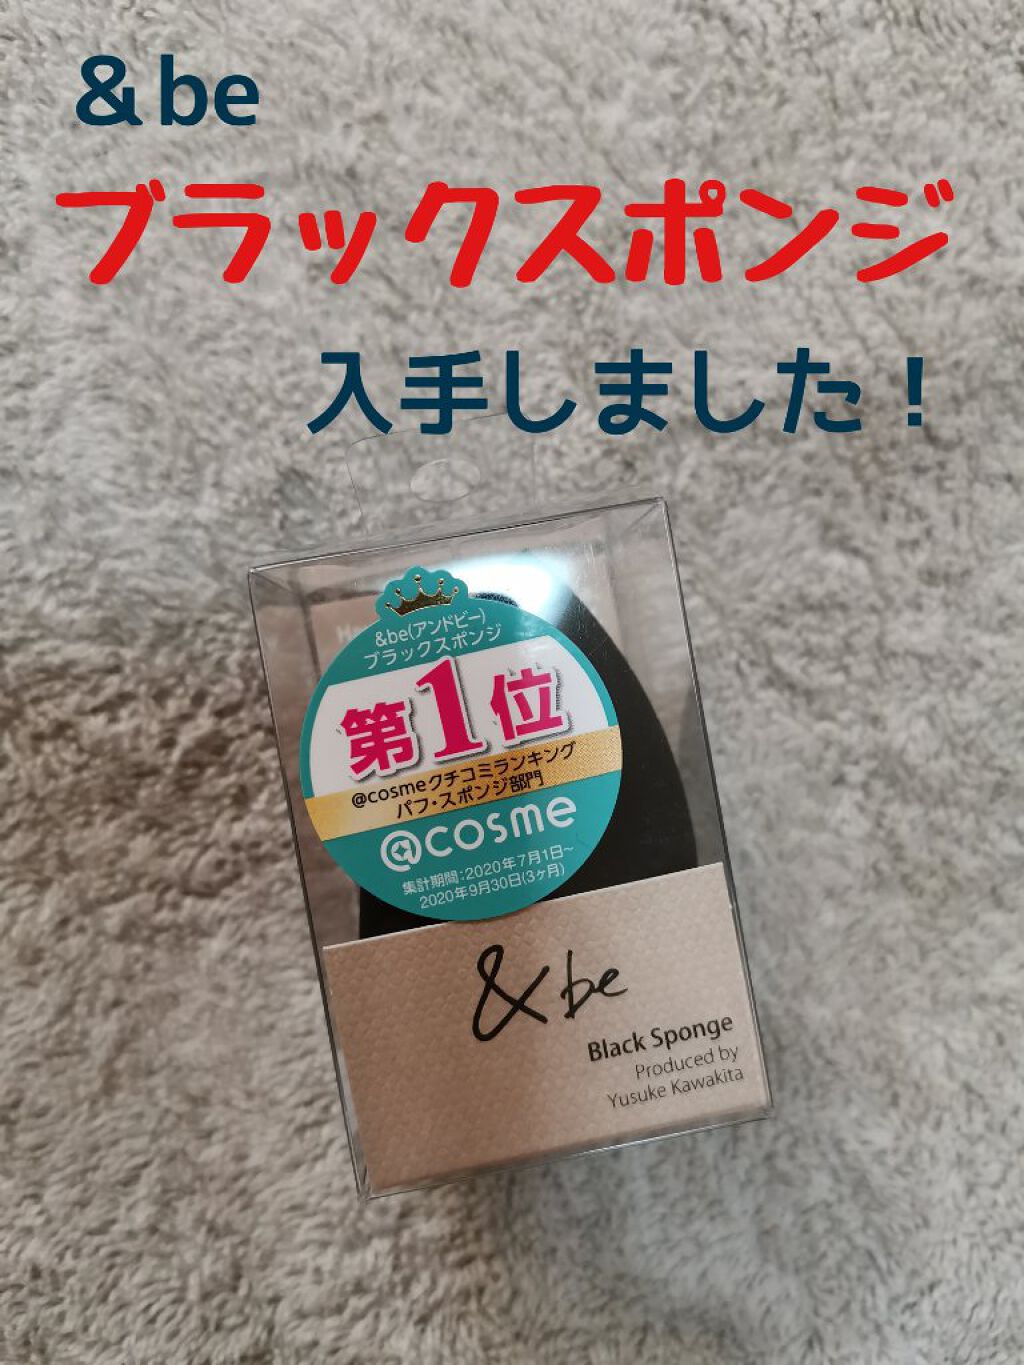 &be
ブラックスポンジ
入手しました！
&be(アンドビー)
ブラックスポンジ
第1位
@cosmeクチコミランキング
パフ・スポンジ部門
@cosme
集計期間:2020年7月1日~
2020年9月30日(3ヶ月)
&be
Black Sponge
Produced by
Yusuke Kawakita